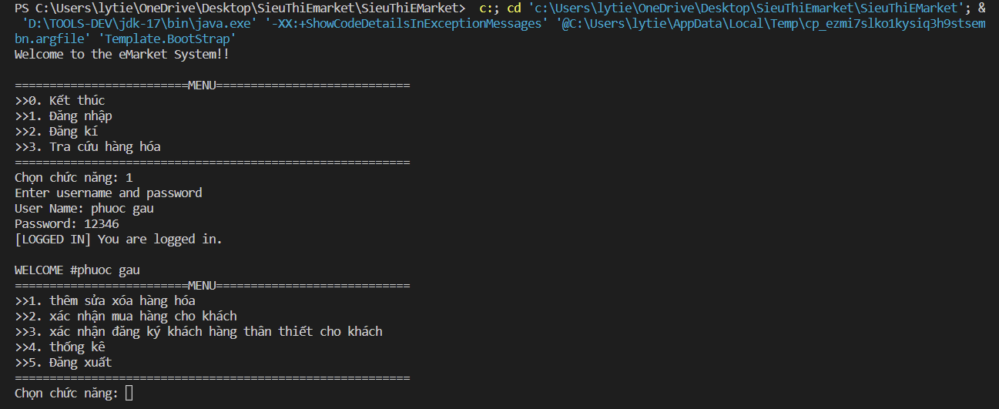 PS C:\Users\lytie\OneDrive\Desktop\SieuThiEmarket\SieuThiEMarket>  c:; cd 'c:\Users\lytie\OneDrive\Desktop\SieuThiEmarket\SieuThiEMarket'; &
 'D:\TOOLS-DEV\jdk-17\bin\java.exe' '-XX:+ShowCodeDetailsInExceptionMessages' '@C:\Users\lytie\AppData\Local\Temp\cp_ezmi7slko1kysiq3h9stsem
bn.argfile' 'Template.BootStrap'
Welcome to the eMarket System!!
=========================MENU============================
>>0. Kết thúc
>>1. Đăng nhập
>>2. Đăng kí
>>3. Tra cứu hàng hóa
=========================================================
Chọn chức năng: 1
Enter username and password
User Name: phuoc gau
Password: 12346
[LOGGED IN] You are logged in.
WELCOME #phuoc gau
=========================MENU============================
>>1. thêm sửa xóa hàng hóa
>>2. xác nhận mua hàng cho khách
>>3. xác nhận đăng ký khách hàng thân thiết cho khách
>>4. thống kê
>>5. Đăng xuất
=========================================================
Chọn chức năng: